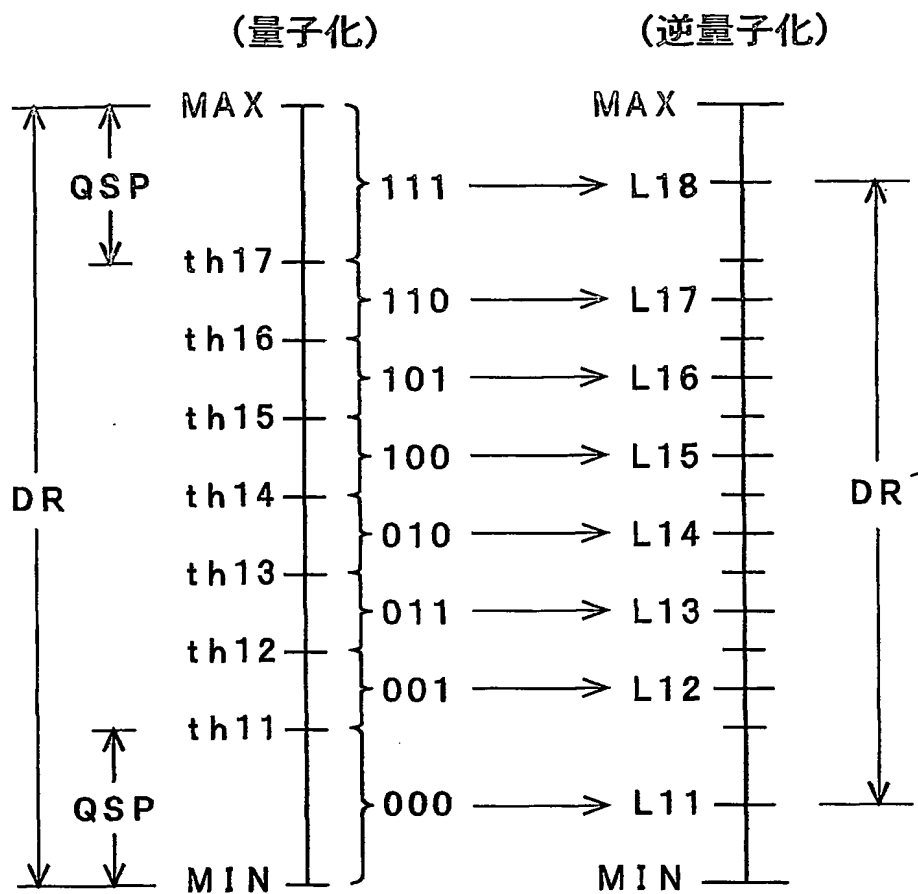 (量子化) (逆量子化)
MAX MAX
QSP 111 L18
th17
110 L17
th16
101 L16
th15
100 L15
DR th14 DR'
010 L14
th13
011 L13
th12
001 L12
th11
QSP 000 L11
MIN MIN